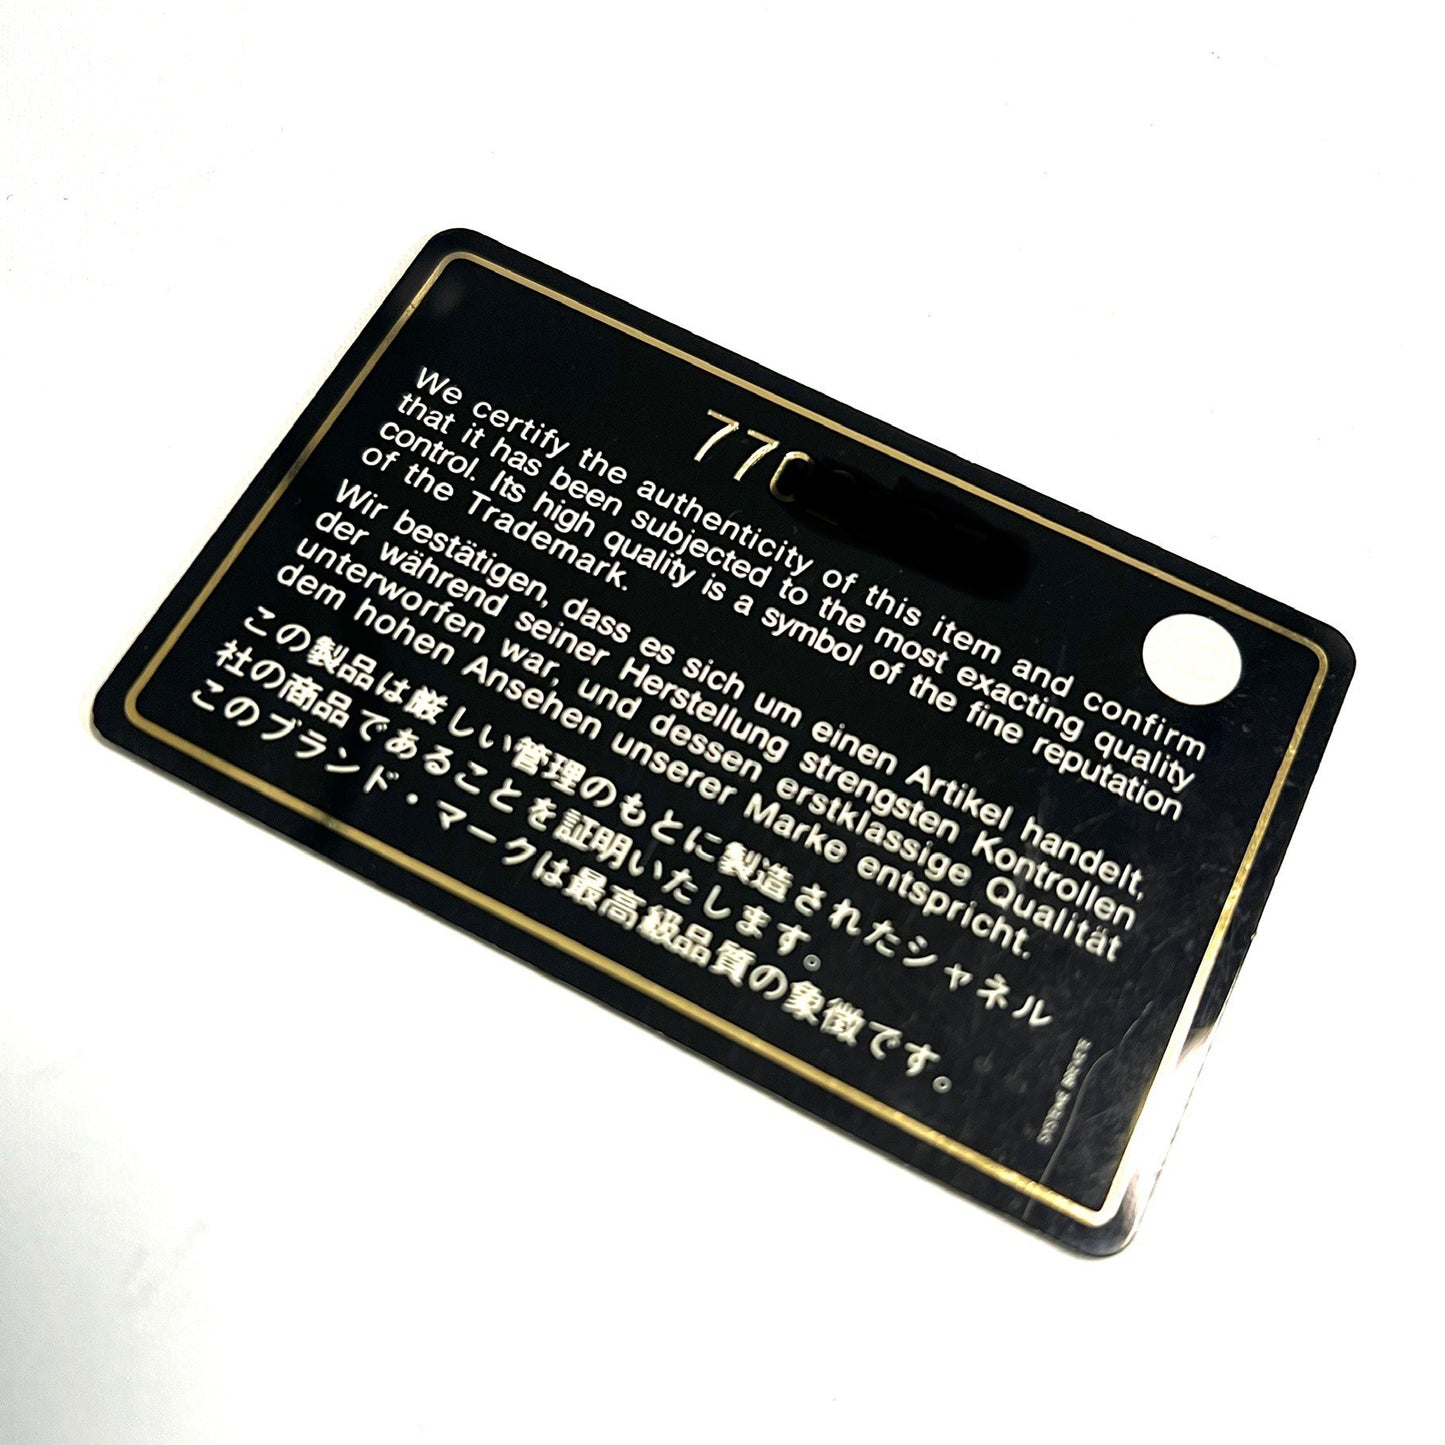 770
We certify the authenticity of this item and confirm
that it has been subjected to the most exacting quality
control. Its high quality is a symbol of the fine reputation
of the Trademark.
Wir bestätigen, dass es sich um einen Artikel handelt,
der während seiner Herstellung strengsten Kontrollen
unterworfen war, und dessen erstklassige Qualität
dem hohen Ansehen unserer Marke entspricht.
この製品は厳しい管理のもとに製造されたシャネル
社の商品であることを証明いたします。
このブランド・マークは最高級品質の象徴です。